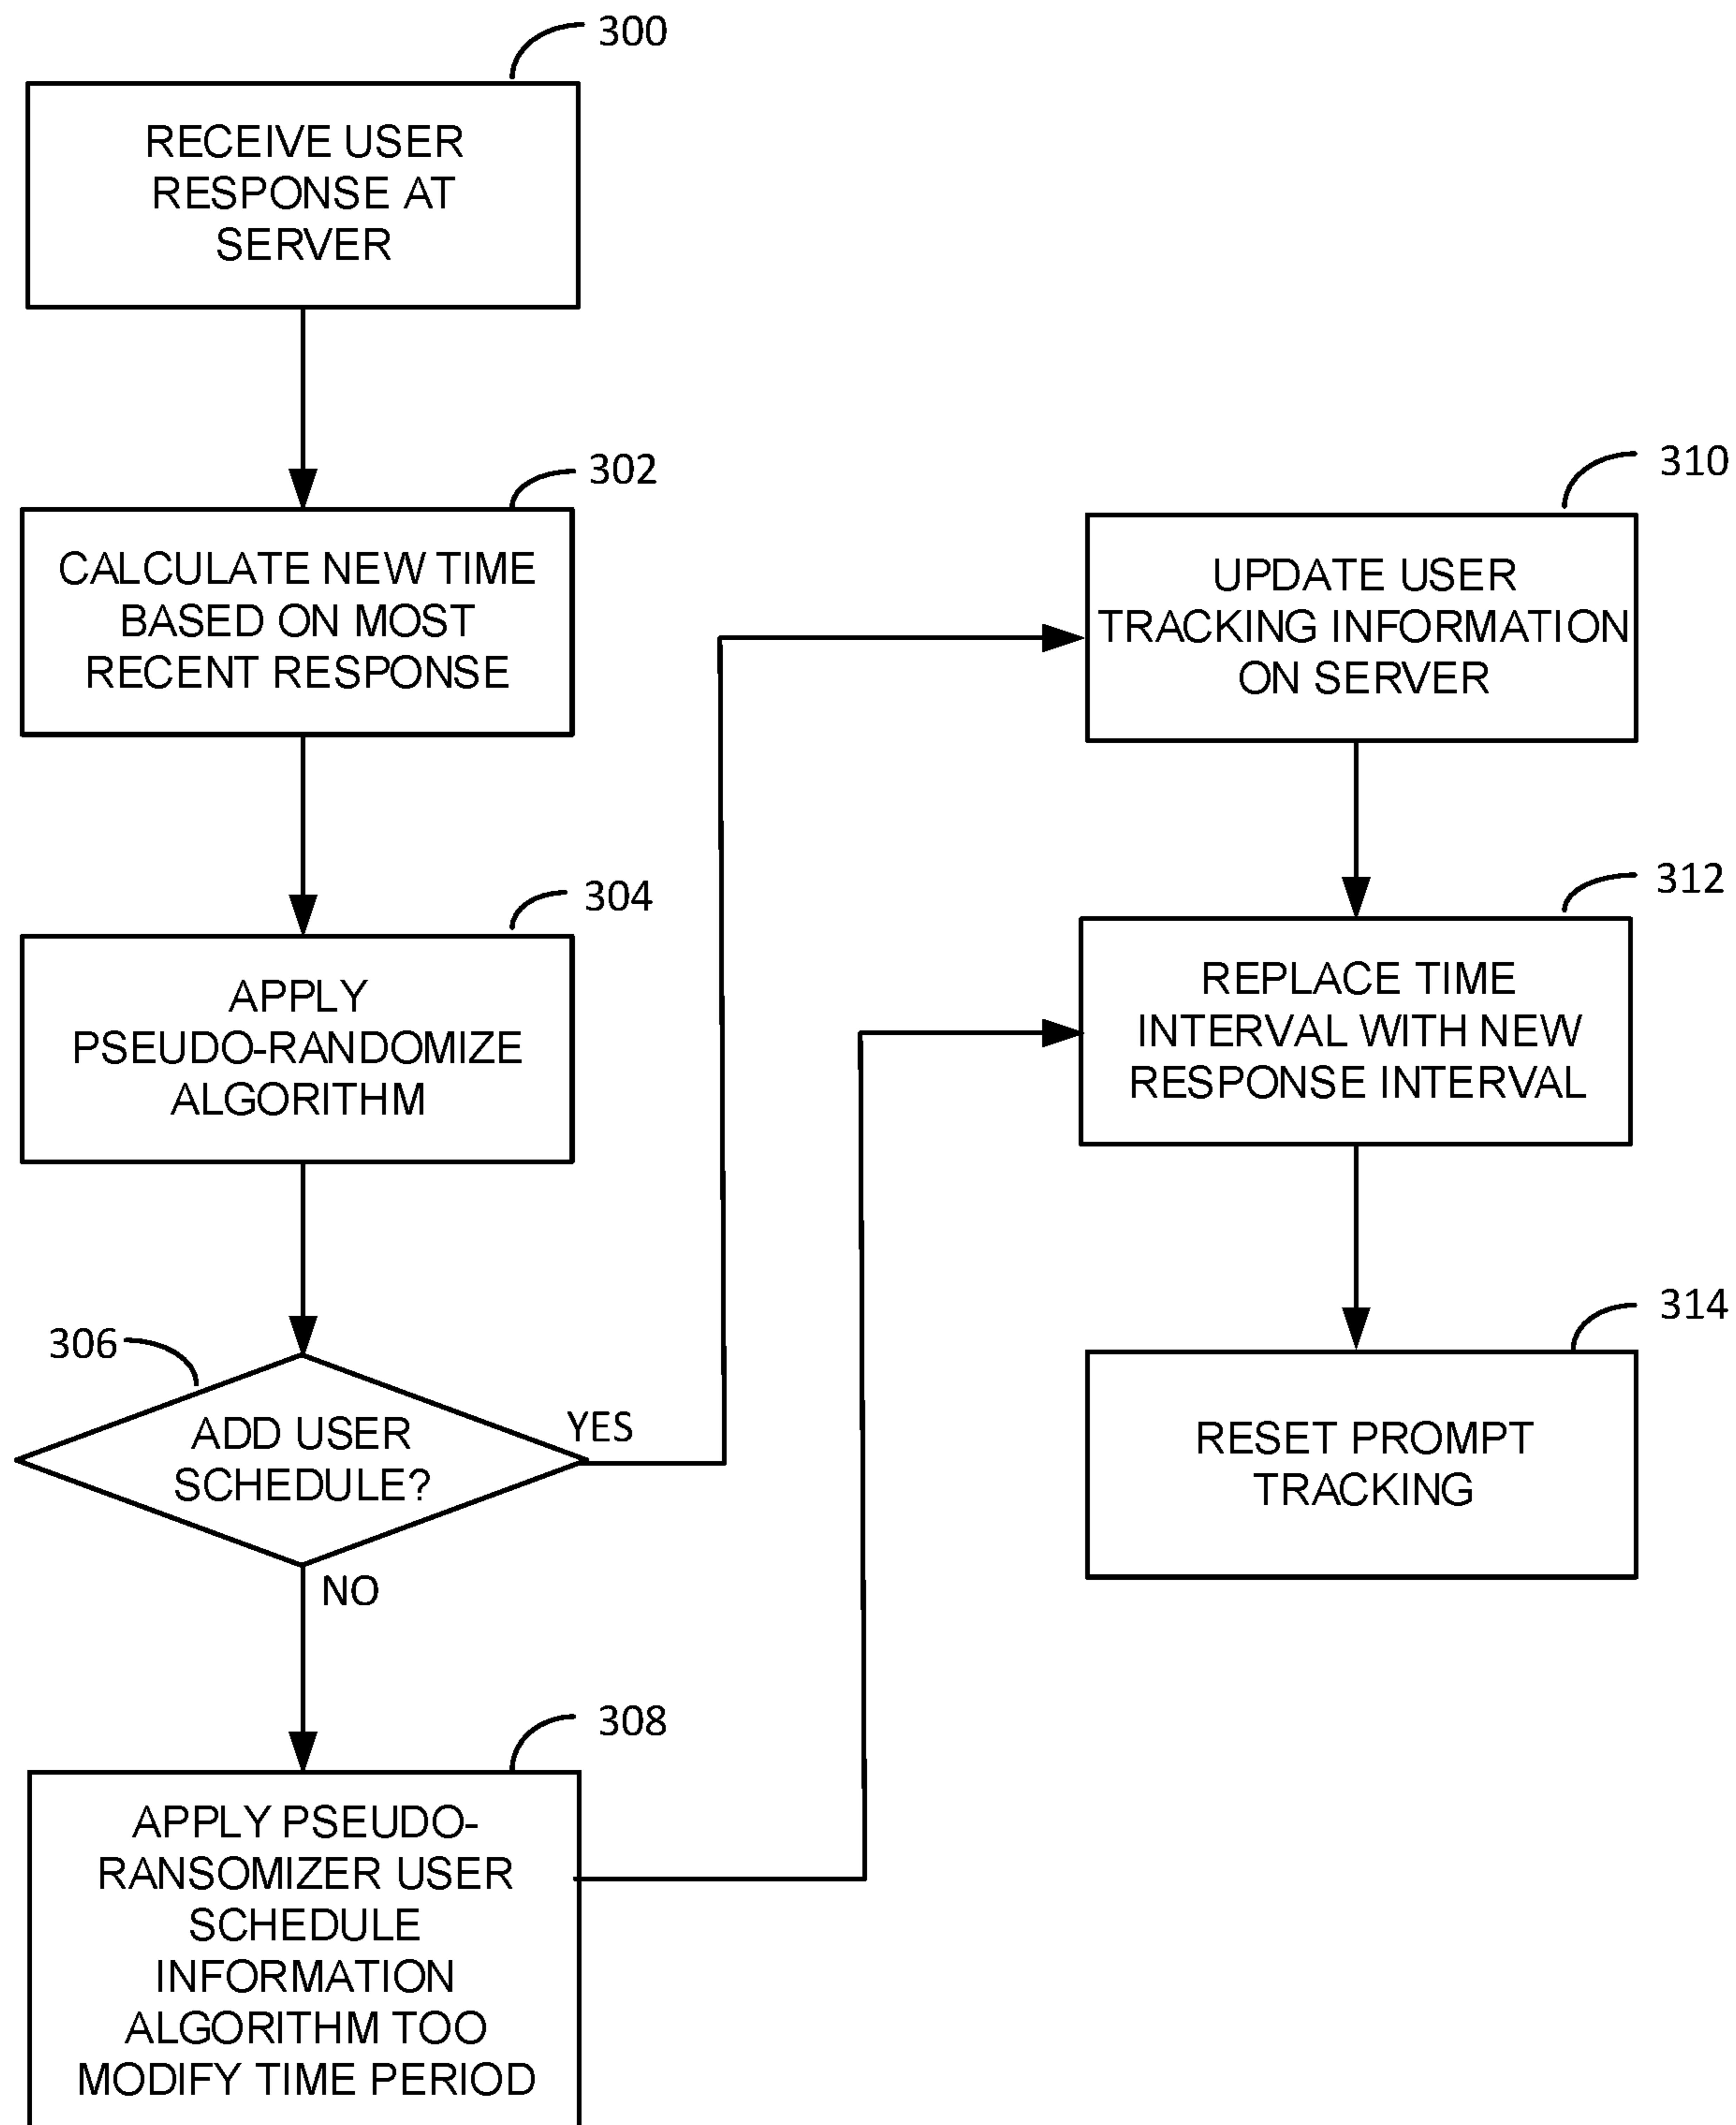 300
RECEIVE USER
RESPONSE AT
SERVER
302
CALCULATE NEW TIME
BASED ON MOST
RECENT RESPONSE
304
APPLY
PSEUDO-RANDOMIZE
ALGORITHM
306
ADD USER
SCHEDULE?
YES
NO
308
APPLY PSEUDO-
RANSOMIZER USER
SCHEDULE
INFORMATION
ALGORITHM TOO
MODIFY TIME PERIOD
310
UPDATE USER
TRACKING INFORMATION
ON SERVER
312
REPLACE TIME
INTERVAL WITH NEW
RESPONSE INTERVAL
314
RESET PROMPT
TRACKING